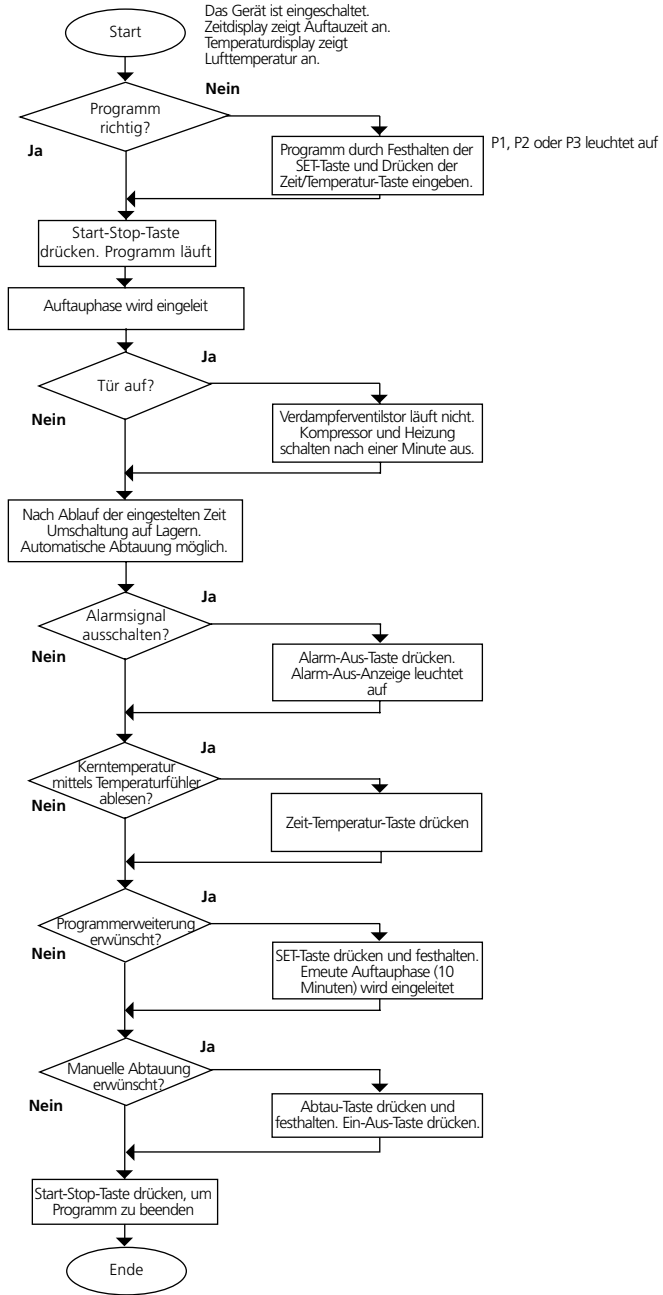 Start
Das Gerät ist eingeschaltet.
Zeitdisplay zeigt Auftauzeit an.
Temperaturdisplay zeigt
Lufttemperatur an.
Nein
Programm
richtig?
Ja
Programm durch Festhalten der
SET-Taste und Drücken der
Zeit/Temperatur-Taste eingeben.
P1, P2 oder P3 leuchtet auf
Start-Stop-Taste
drücken. Programm läuft
Auftauphase wird eingeleit
Ja
Tür auf?
Nein
Verdampferventilstor läuft nicht.
Kompressor und Heizung
schalten nach einer Minute aus.
Nach Ablauf der eingestelten Zeit
Umschaltung auf Lagern.
Automatische Abtauung möglich.
Ja
Alarmsignal
ausschalten?
Nein
Alarm-Aus-Taste drücken.
Alarm-Aus-Anzeige leuchtet
auf
Ja
Kerntemperatur
mittels Temperaturfühler
ablesen?
Nein
Zeit-Temperatur-Taste drücken
Ja
Programmerweiterung
erwünscht?
Nein
SET-Taste drücken und festhalten.
Emeute Auftauphase (10
Minuten) wird eingeleitet
Ja
Manuelle Abtauung
erwünscht?
Nein
Abtau-Taste drücken und
festhalten. Ein-Aus-Taste drücken.
Start-Stop-Taste drücken, um
Programm zu beenden
Ende